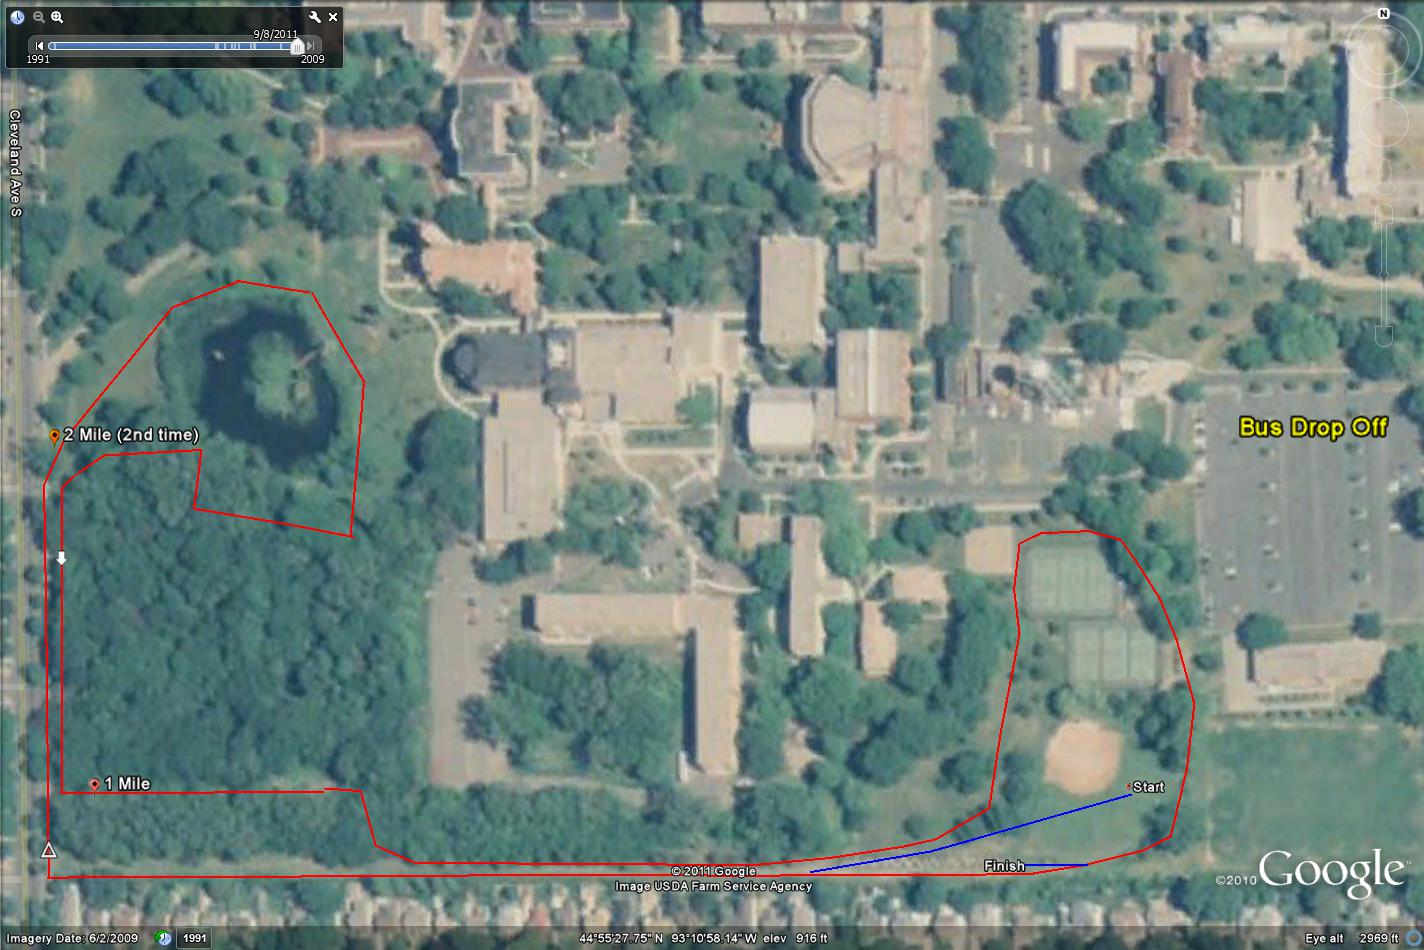 9/8/2011
1991
2009
N
Cleveland Ave S
2 Mile (2nd time)
Bus Drop Off
1 Mile
Start
Finish
© 2011 Google
Image USDA Farm Service Agency
©2010 Google
Imagery Date: 6/2/2009
1991
44°55'27.75" N 93°10'58.14" W elev 916 ft
Eye alt 2969 ft